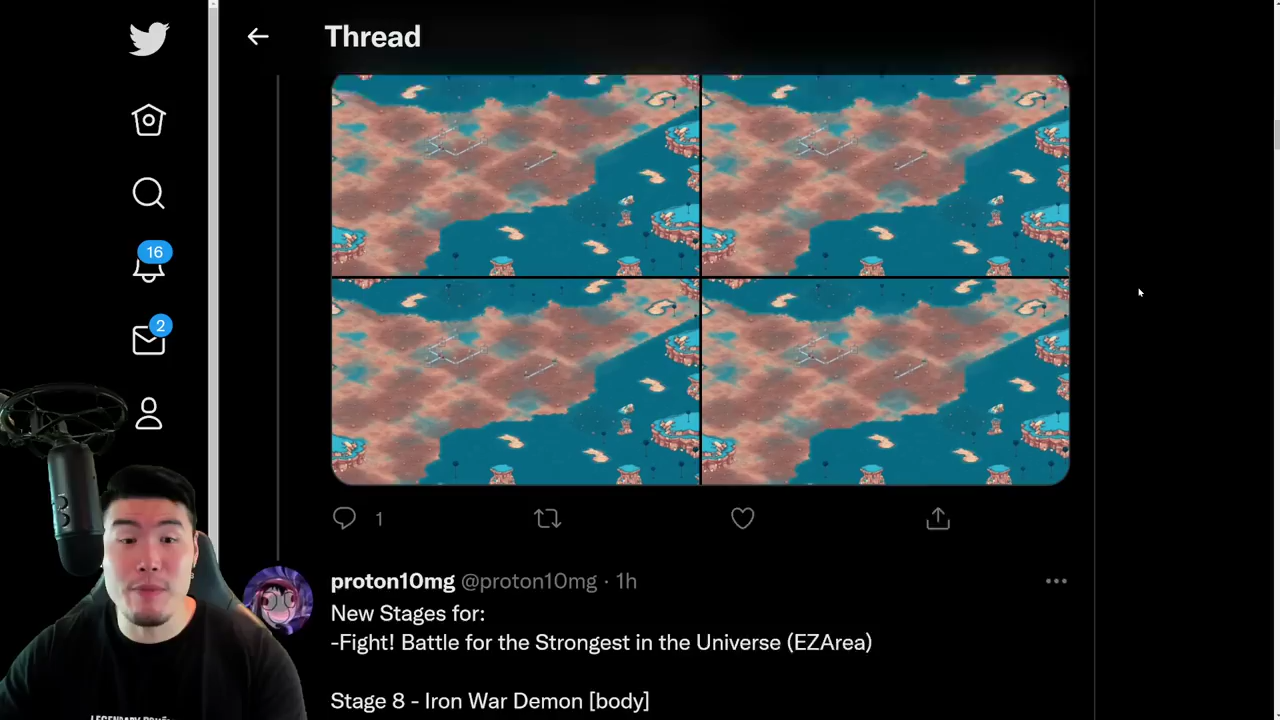 Thread
16
2
1
proton10mg @proton10mg · 1h
New Stages for:
-Fight! Battle for the Strongest in the Universe (EZArea)
Stage 8 - Iron War Demon [body]